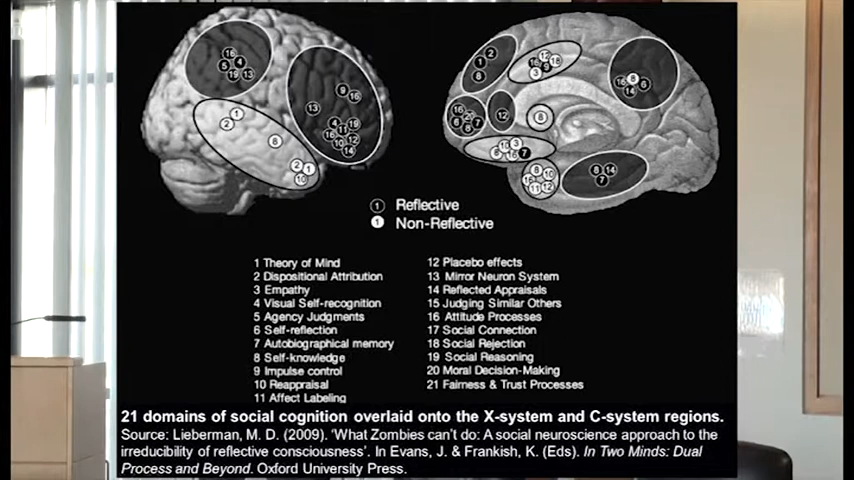 1 Reflective
1 Non-Reflective
1 Theory of Mind
2 Dispositional Attribution
3 Empathy
4 Visual Self-recognition
5 Agency Judgments
6 Self-reflection
7 Autobiographical memory
8 Self-knowledge
9 Impulse control
10 Reappraisal
11 Affect Labeling
12 Placebo effects
13 Mirror Neuron System
14 Reflected Appraisals
15 Judging Similar Others
16 Attitude Processes
17 Social Connection
18 Social Rejection
19 Social Reasoning
20 Moral Decision-Making
21 Fairness & Trust Processes
21 domains of social cognition overlaid onto the X-system and C-system regions.
Source: Lieberman, M. D. (2009). 'What Zombies can't do: A social neuroscience approach to the
irreducibility of reflective consciousness'. In Evans, J. & Frankish, K. (Eds). In Two Minds: Dual
Process and Beyond. Oxford University Press.